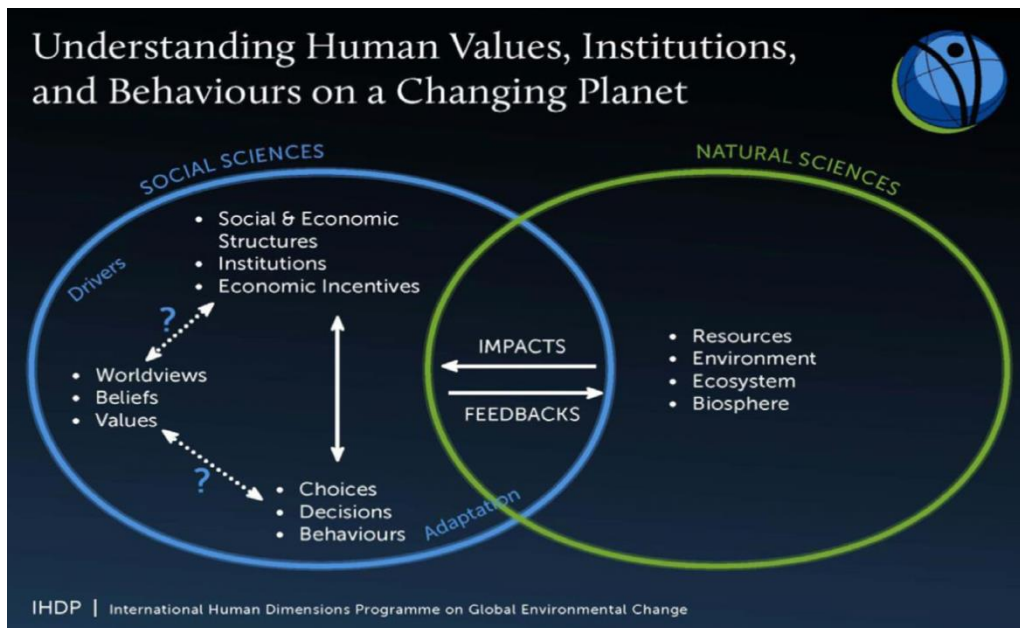 Understanding Human Values, Institutions,
and Behaviours on a Changing Planet
SOCIAL SCIENCES
NATURAL SCIENCES
Drivers
• Social & Economic
Structures
• Institutions
• Economic Incentives
?
• Worldviews
• Beliefs
• Values
?
• Choices
• Decisions
• Behaviours
Adaptation
IMPACTS
FEEDBACKS
• Resources
• Environment
• Ecosystem
• Biosphere
IHDP | International Human Dimensions Programme on Global Environmental Change